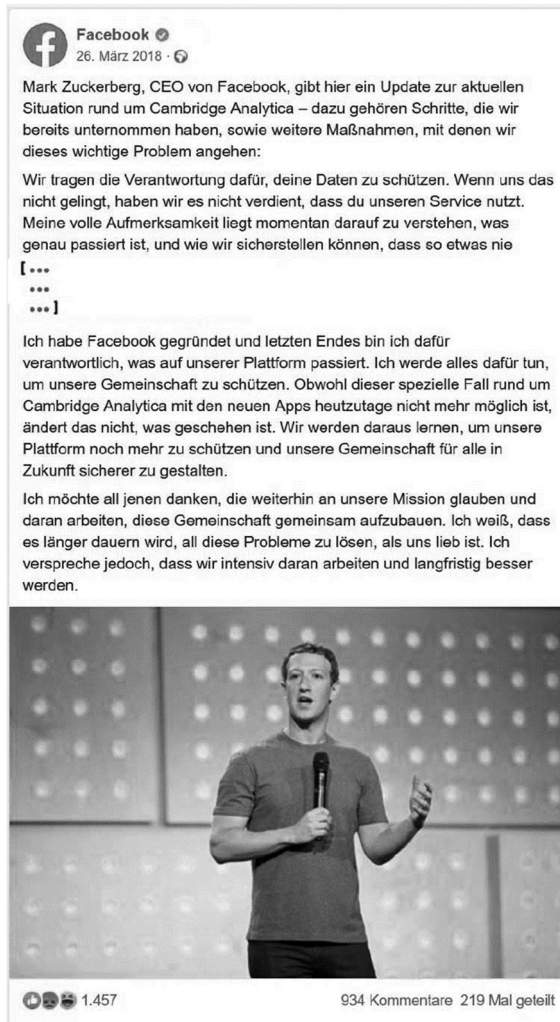 Facebook
26. März 2018 ·
Mark Zuckerberg, CEO von Facebook, gibt hier ein Update zur aktuellen
Situation rund um Cambridge Analytica – dazu gehören Schritte, die wir
bereits unternommen haben, sowie weitere Maßnahmen, mit denen wir
dieses wichtige Problem angehen:
Wir tragen die Verantwortung dafür, deine Daten zu schützen. Wenn uns das
nicht gelingt, haben wir es nicht verdient, dass du unseren Service nutzt.
Meine volle Aufmerksamkeit liegt momentan darauf zu verstehen, was
genau passiert ist, und wie wir sicherstellen können, dass so etwas nie
[ •••
•••
••• ]
Ich habe Facebook gegründet und letzten Endes bin ich dafür
verantwortlich, was auf unserer Plattform passiert. Ich werde alles dafür tun,
um unsere Gemeinschaft zu schützen. Obwohl dieser spezielle Fall rund um
Cambridge Analytica mit den neuen Apps heutzutage nicht mehr möglich ist,
ändert das nicht, was geschehen ist. Wir werden daraus lernen, um unsere
Plattform noch mehr zu schützen und unsere Gemeinschaft für alle in
Zukunft sicherer zu gestalten.
Ich möchte all jenen danken, die weiterhin an unsere Mission glauben und
daran arbeiten, diese Gemeinschaft gemeinsam aufzubauen. Ich weiß, dass
es länger dauern wird, all diese Probleme zu lösen, als uns lieb ist. Ich
verspreche jedoch, dass wir intensiv daran arbeiten und langfristig besser
werden.
1.457 934 Kommentare 219 Mal geteilt